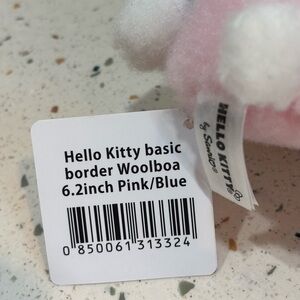 Hello Kitty basic
border Woolboa
6.2inch Pink/Blue
0 850061 313324
HELLO KITTY
by Sanrio